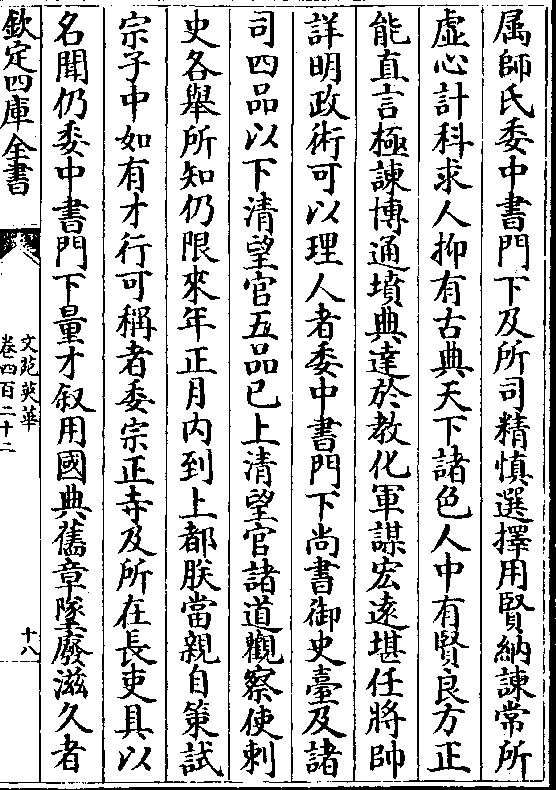 属師氏委中書門下及所司精慎選擇用賢納諫常所
虛心計科求人抑有古典天下諸色人中有賢良方正
能直言極諫博通墳典達於教化軍謀宏遠堪任將帥
詳明政術可以理人者委中書門下尚書御史臺及諸
司四品以下清望官五品已上清望官諸道觀察使刺
史各舉所知仍限來年正月內到上都朕當親自策試
宗子中如有才行可稱者委宗正寺及所在長吏具以
名聞仍委中書門下量才叙用國典舊章墜廢滋久者
欽定四庫全書
文苑英華
卷四百二十二
十八